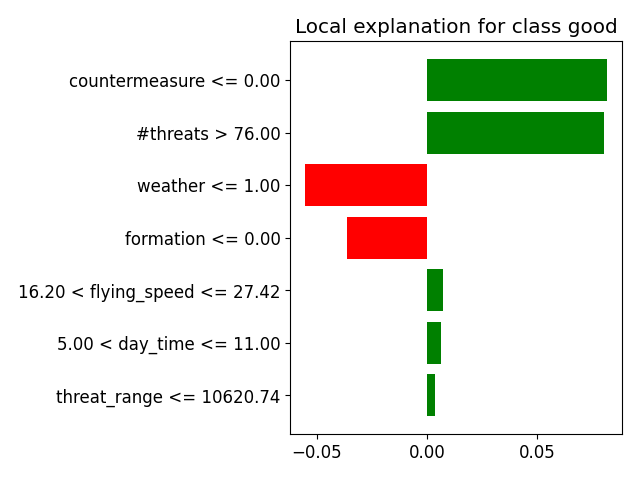 Local explanation for class good
countermeasure <= 0.00
#threats > 76.00
weather <= 1.00
formation <= 0.00
16.20 < flying_speed <= 27.42
5.00 < day_time <= 11.00
threat_range <= 10620.74
−0.05 0.00 0.05